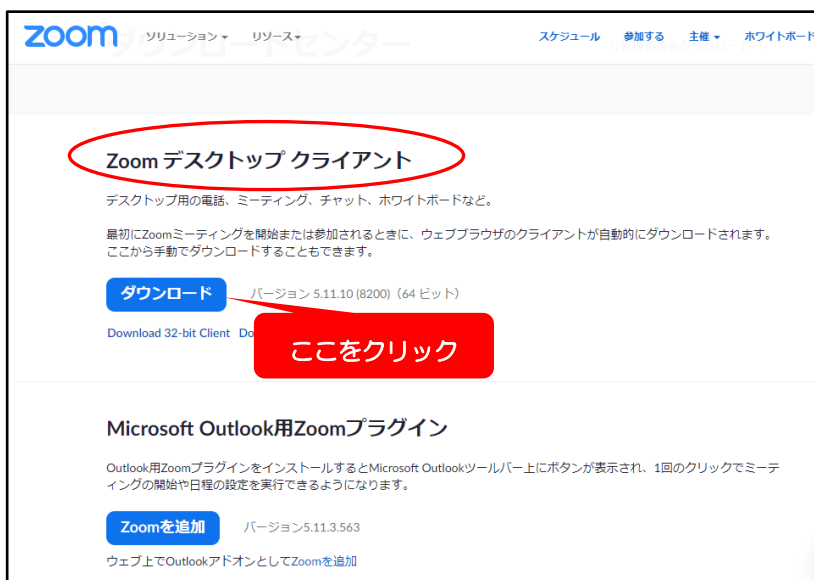 zoom ソリューション リソース スケジュール 参加する 主催 ホワイトボード
ダウンロードセンター
Zoom デスクトップ クライアント
デスクトップ用の電話、ミーティング、チャット、ホワイトボードなど。
最初にZoomミーティングを開始または参加されるときに、ウェブブラウザのクライアントが自動的にダウンロードされます。
ここから手動でダウンロードすることもできます。
ダウンロード バージョン 5.11.10 (8200)（64 ビット）
Download 32-bit Client
ここをクリック
Microsoft Outlook用Zoomプラグイン
Outlook用ZoomプラグインをインストールするとMicrosoft Outlookツールバー上にボタンが表示され、1回のクリックでミーテ
ィングの開始や日程の設定を実行できるようになります。
Zoomを追加 バージョン5.11.3.563
ウェブ上でOutlookアドオンとしてZoomを追加